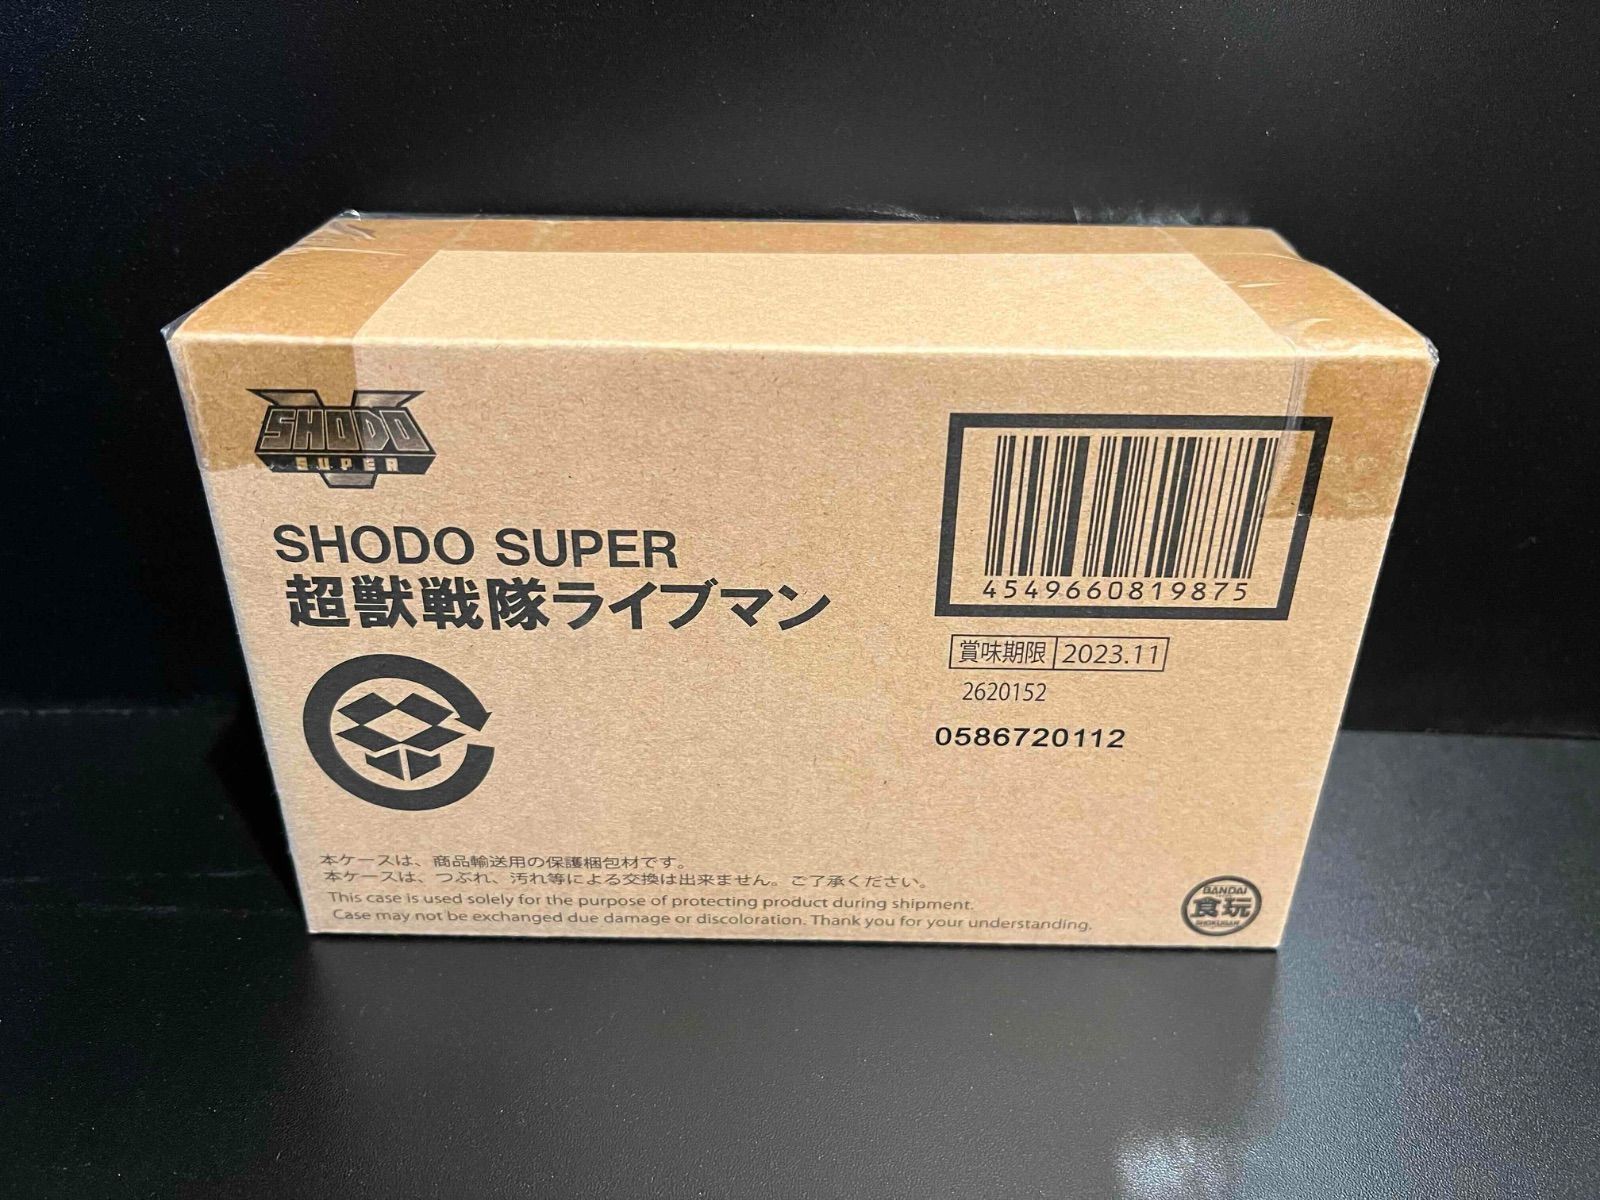 SHODO
SUPER
SHODO SUPER
超獣戦隊ライブマン
4549660819875
賞味期限 2023.11
2620152
0586720112
本ケースは、商品輸送用の保護梱包材です。
本ケースは、つぶれ、汚れ等による交換は出来ません。ご了承ください。
This case is used solely for the purpose of protecting product during shipment.
Case may not be exchanged due damage or discoloration. Thank you for your understanding.
BANDAI
食玩
SHOKUGAN